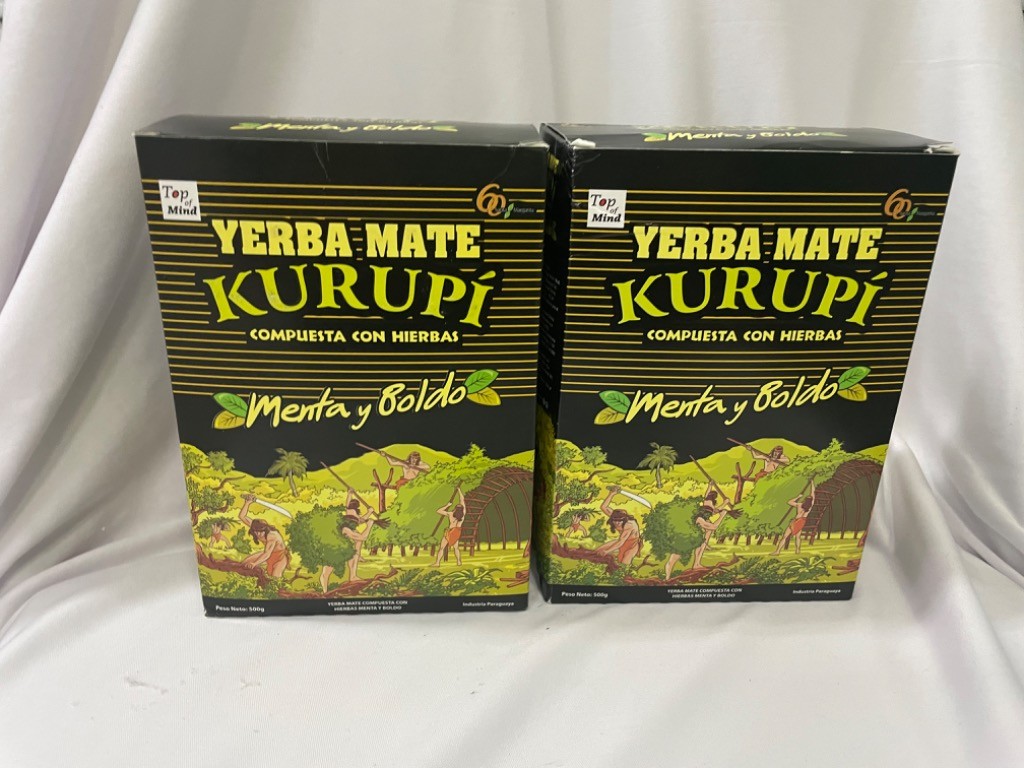 Menta y Boldo
Top
of
Mind
60
YERBA MATE
KURUPÍ
COMPUESTA CON HIERBAS
Menta y Boldo
Peso Neto: 500g
YERBA MATE COMPUESTA CON
HIERBAS MENTA Y BOLDO
Industria Paraguaya
Menta y Boldo
Top
of
Mind
60
YERBA MATE
KURUPÍ
COMPUESTA CON HIERBAS
Menta y Boldo
Peso Neto: 500g
YERBA MATE COMPUESTA CON
HIERBAS MENTA Y BOLDO
Industria Paraguaya